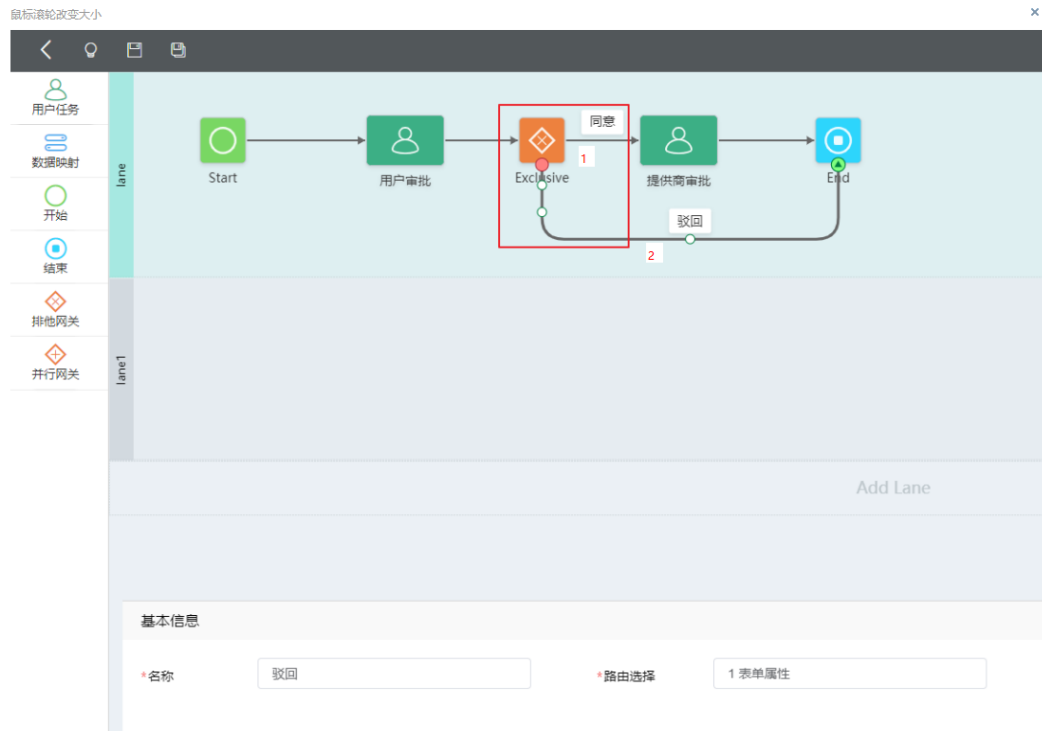 鼠标滚轮改变大小
用户任务
数据映射
开始
结束
排他网关
并行网关
lane
Start
用户审批
Exclusive
同意
1
提供商审批
End
驳回
2
lane1
Add Lane
基本信息
*名称 驳回 *路由选择 1 表单属性